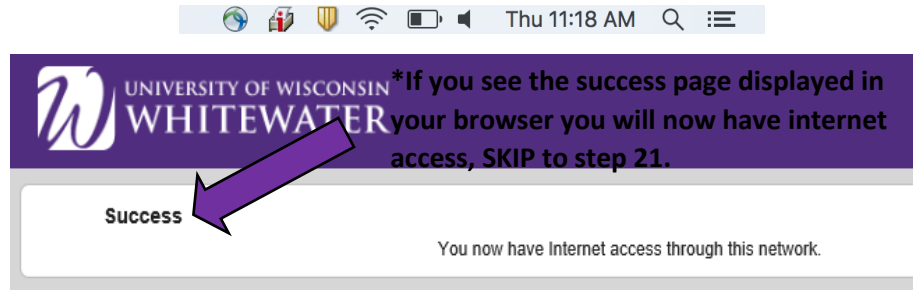 Thu 11:18 AM
UNIVERSITY OF WISCONSIN
WHITEWATER
*If you see the success page displayed in
your browser you will now have internet
access, SKIP to step 21.
Success
You now have Internet access through this network.